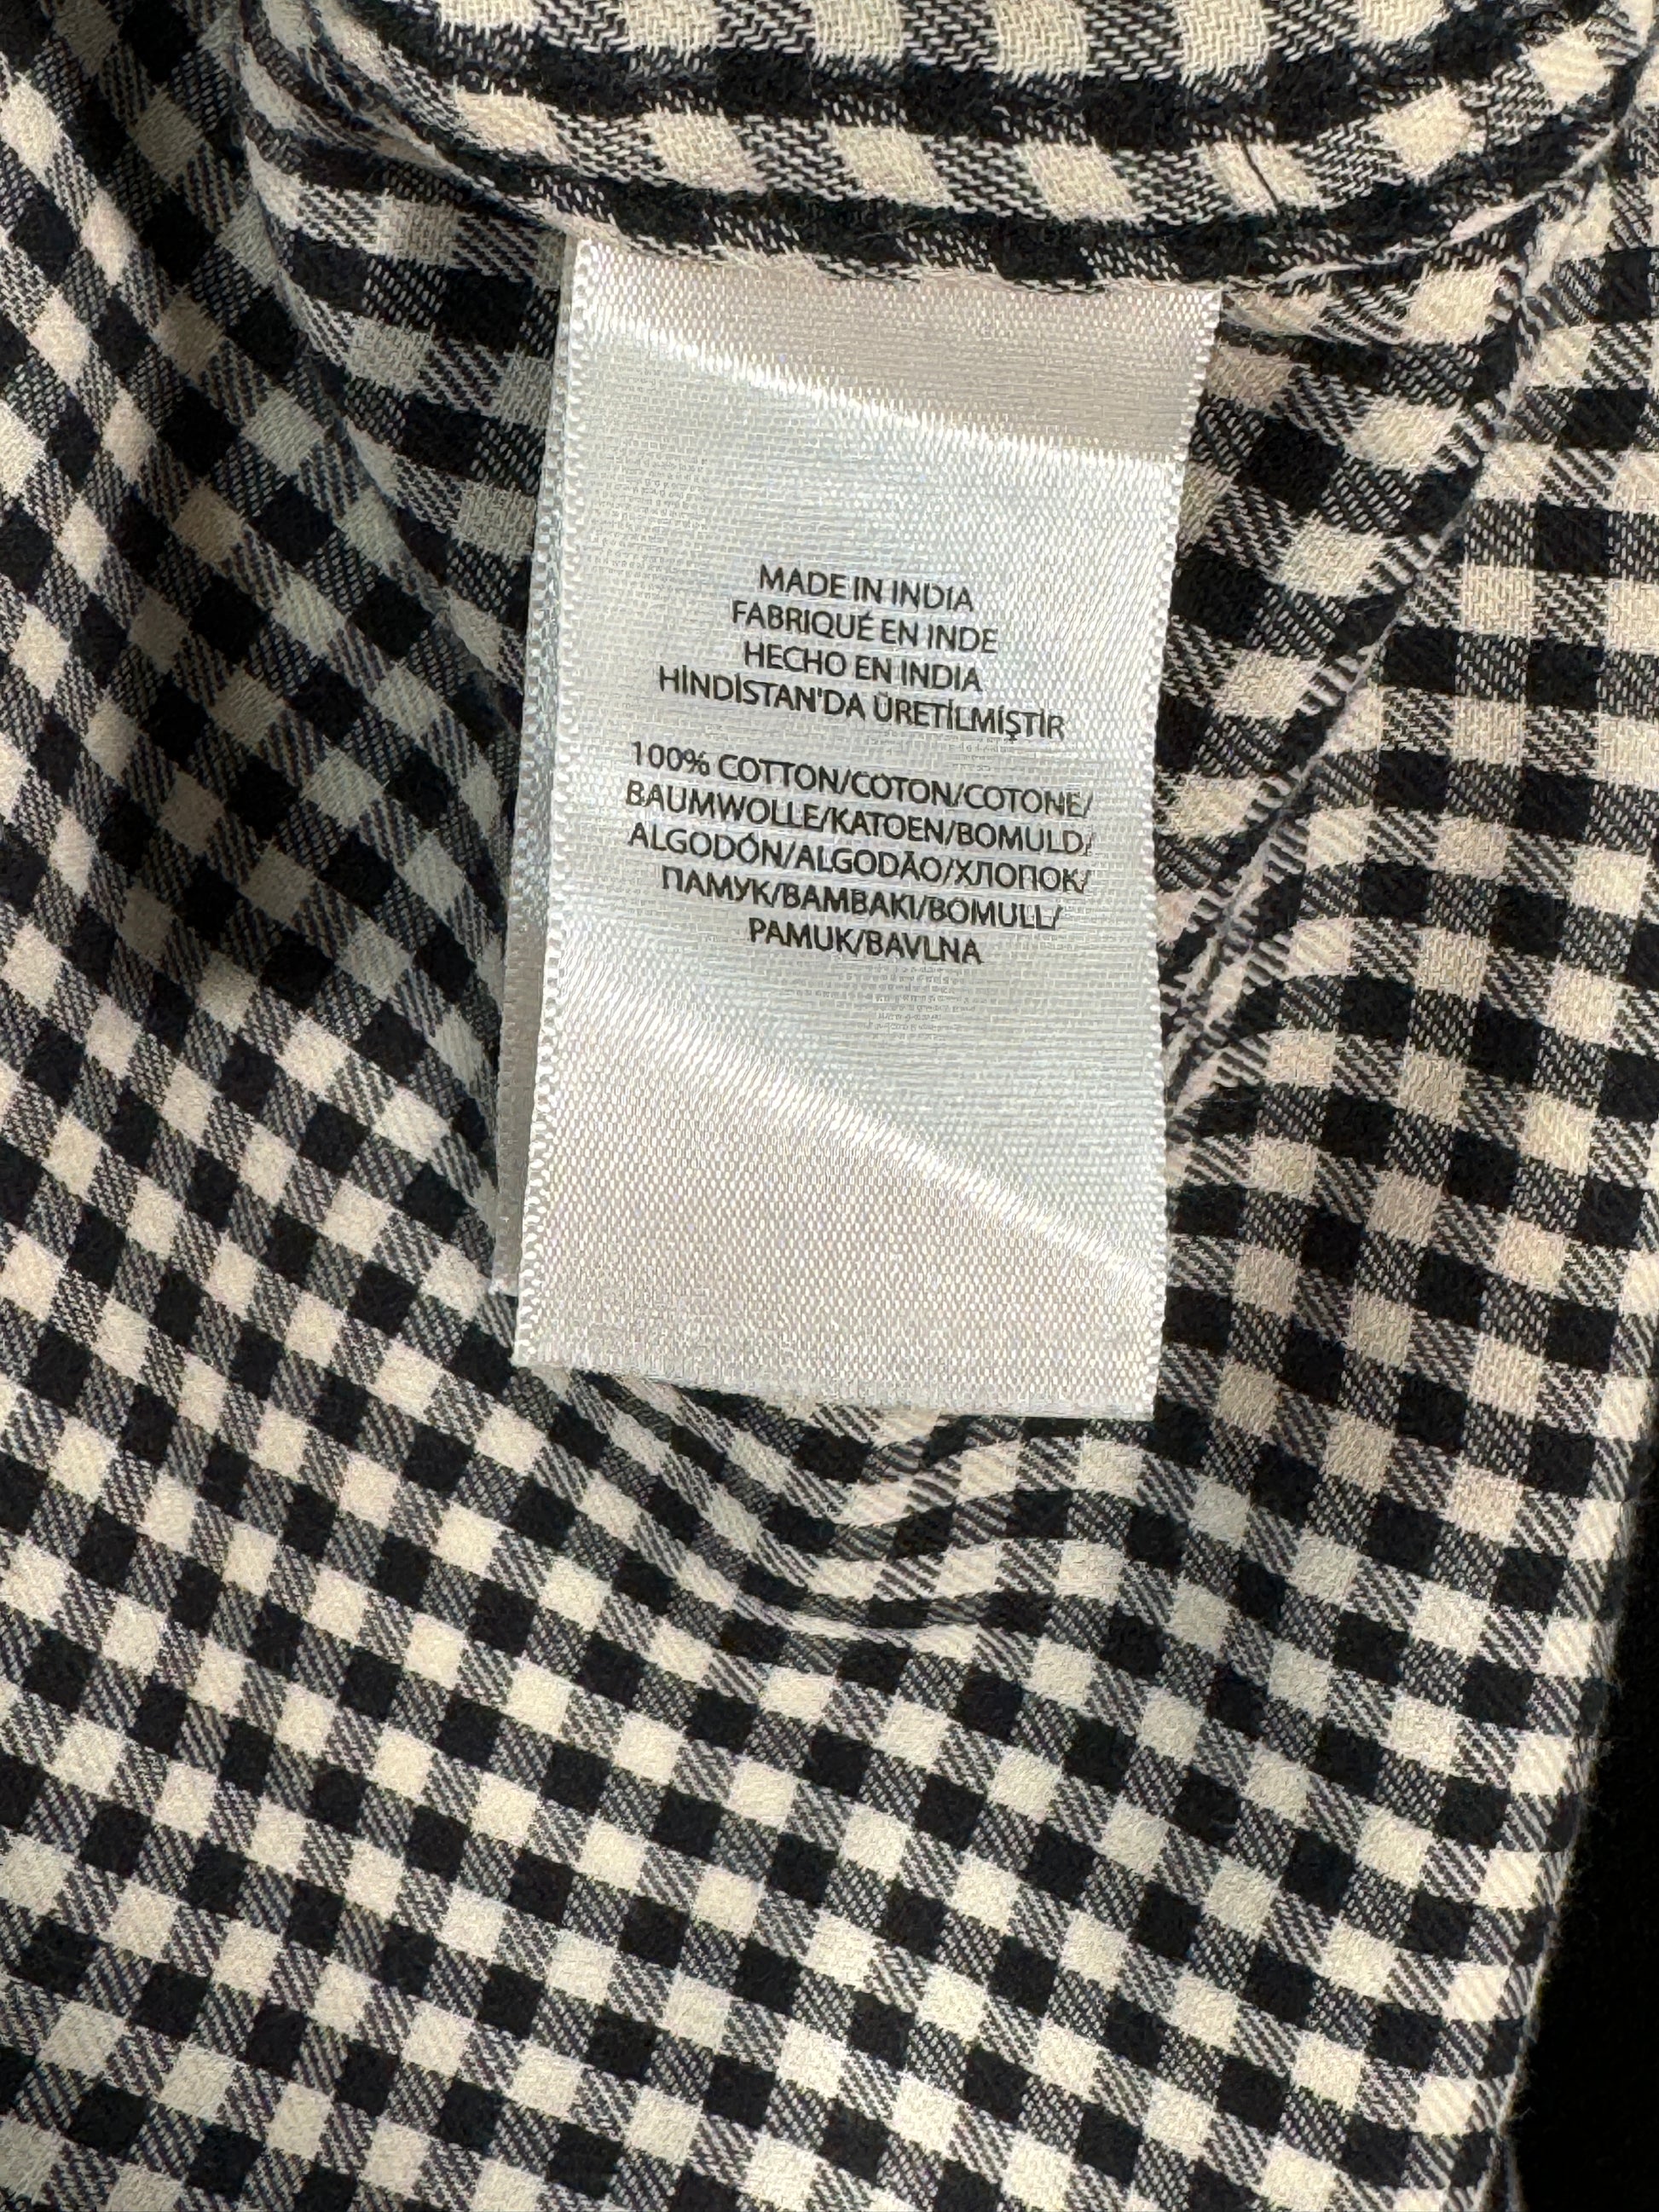 MADE IN INDIA
FABRIQUÉ EN INDE
HECHO EN INDIA
HİNDİSTAN'DA ÜRETİLMİŞTİR
100% COTTON/COTON/COTONE/
BAUMWOLLE/KATOEN/BOMULD/
ALGODÓN/ALGODÃO/ХЛОПОК/
ПАМУК/ΒΑΜΒΑΚΙ/BOMULL/
PAMUK/BAVLNA